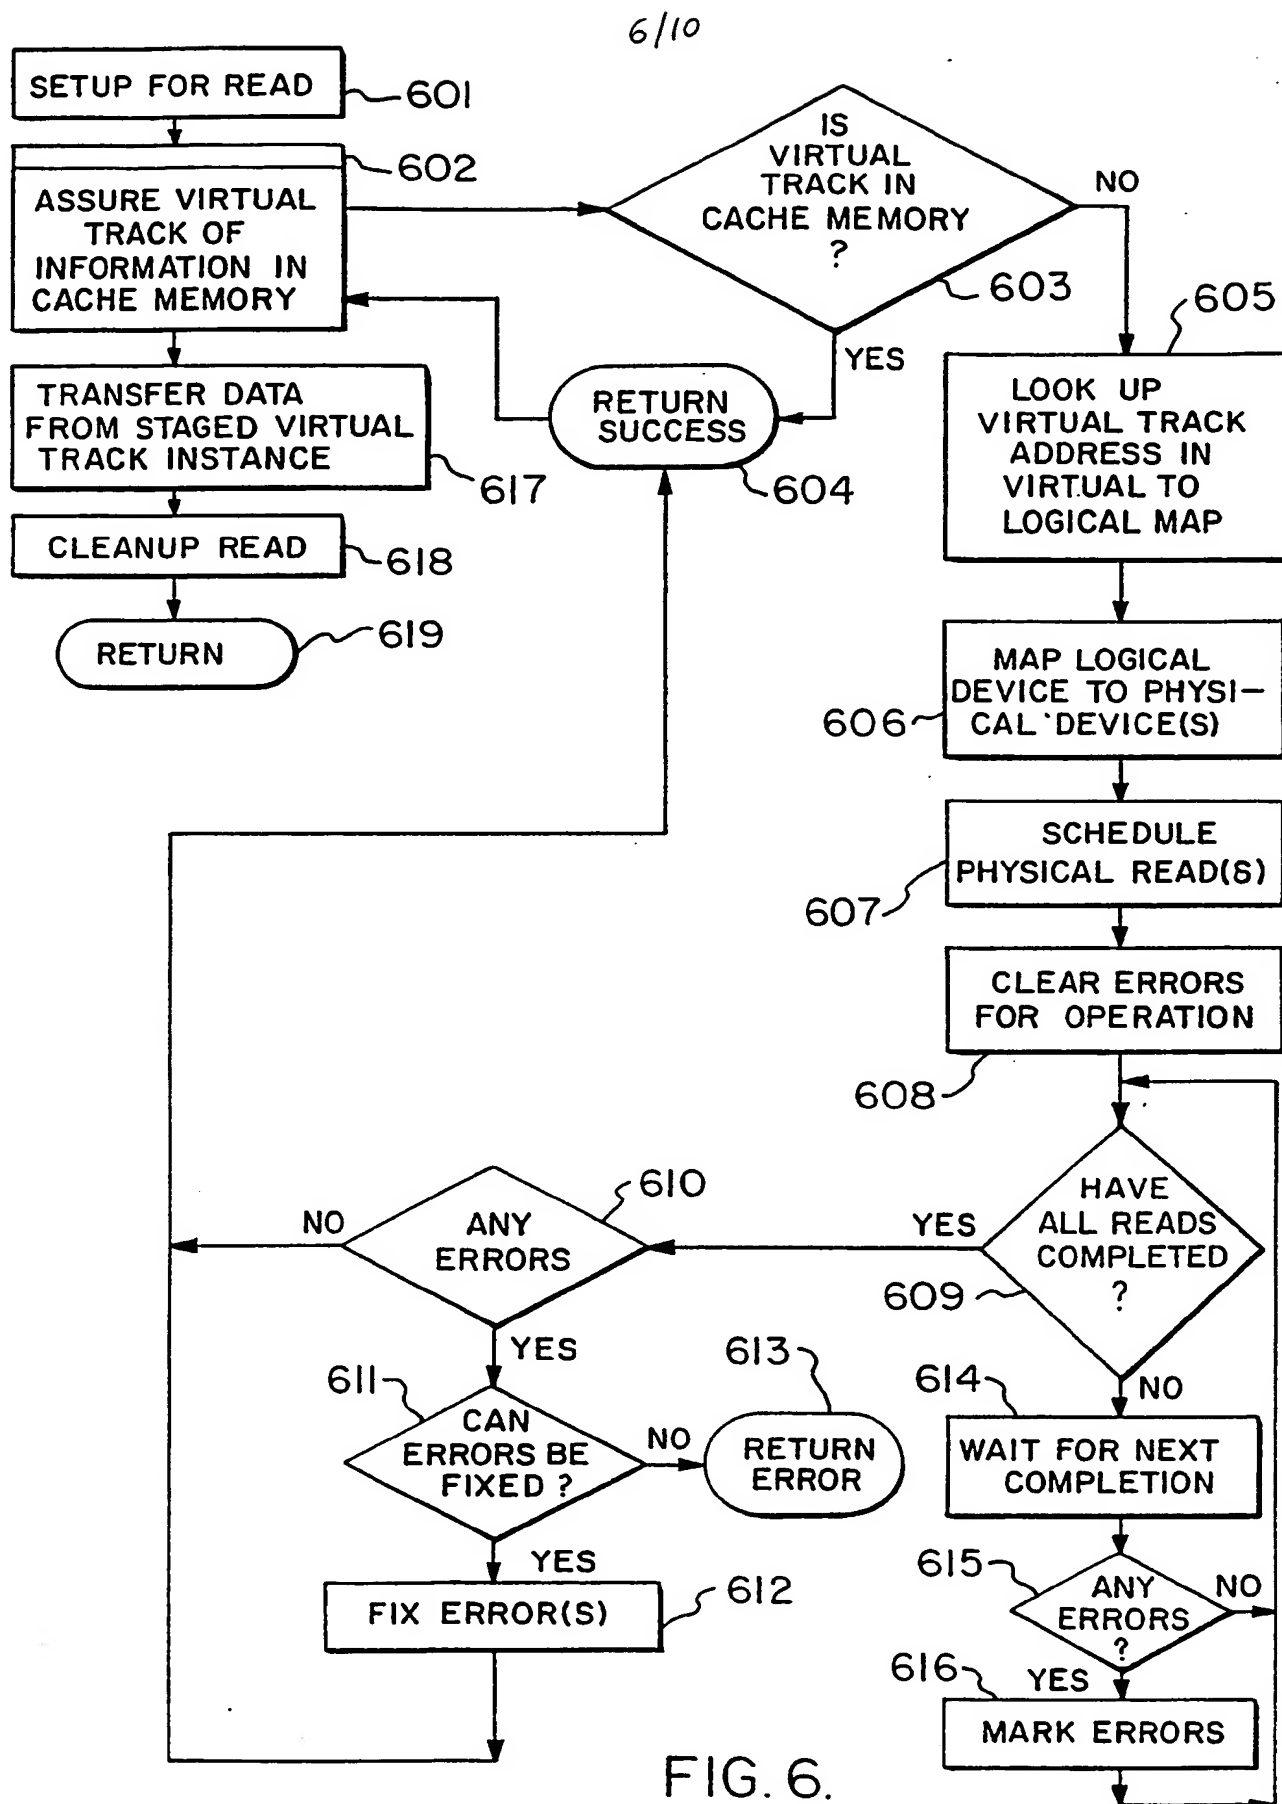 6/10
SETUP FOR READ
601
602
ASSURE VIRTUAL
TRACK OF
INFORMATION IN
CACHE MEMORY
IS
VIRTUAL
TRACK IN
CACHE MEMORY
?
NO
603
YES
605
RETURN
SUCCESS
604
TRANSFER DATA
FROM STAGED VIRTUAL
TRACK INSTANCE
617
CLEANUP READ
618
RETURN
619
LOOK UP
VIRTUAL TRACK
ADDRESS IN
VIRTUAL TO
LOGICAL MAP
MAP LOGICAL
DEVICE TO PHYSI-
CAL DEVICE(S)
606
SCHEDULE
PHYSICAL READ(S)
607
CLEAR ERRORS
FOR OPERATION
608
HAVE
ALL READS
COMPLETED
?
609
YES
NO
610
ANY
ERRORS
NO
YES
611
CAN
ERRORS BE
FIXED ?
NO
613
RETURN
ERROR
YES
FIX ERROR(S)
612
614
WAIT FOR NEXT
COMPLETION
615
ANY
ERRORS
?
NO
YES
616
MARK ERRORS
FIG. 6.